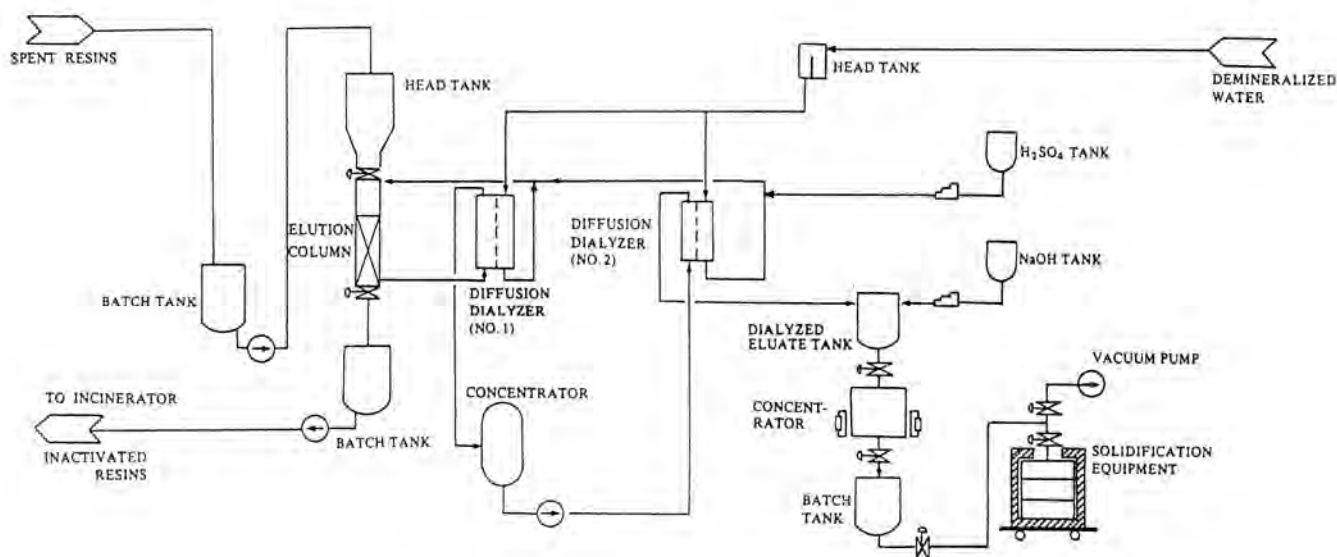 SPENT RESINS
HEAD TANK
HEAD TANK
DEMINERALIZED
WATER
H₂SO₄ TANK
ELUTION
COLUMN
DIFFUSION
DIALYZER
(NO. 2)
NaOH TANK
BATCH TANK
DIFFUSION
DIALYZER
(NO. 1)
DIALYZED
ELUATE TANK
VACUUM PUMP
TO INCINERATOR
CONCENTRATOR
CONCENT-
RATOR
BATCH TANK
INACTIVATED
RESINS
SOLIDIFICATION
EQUIPMENT
BATCH
TANK